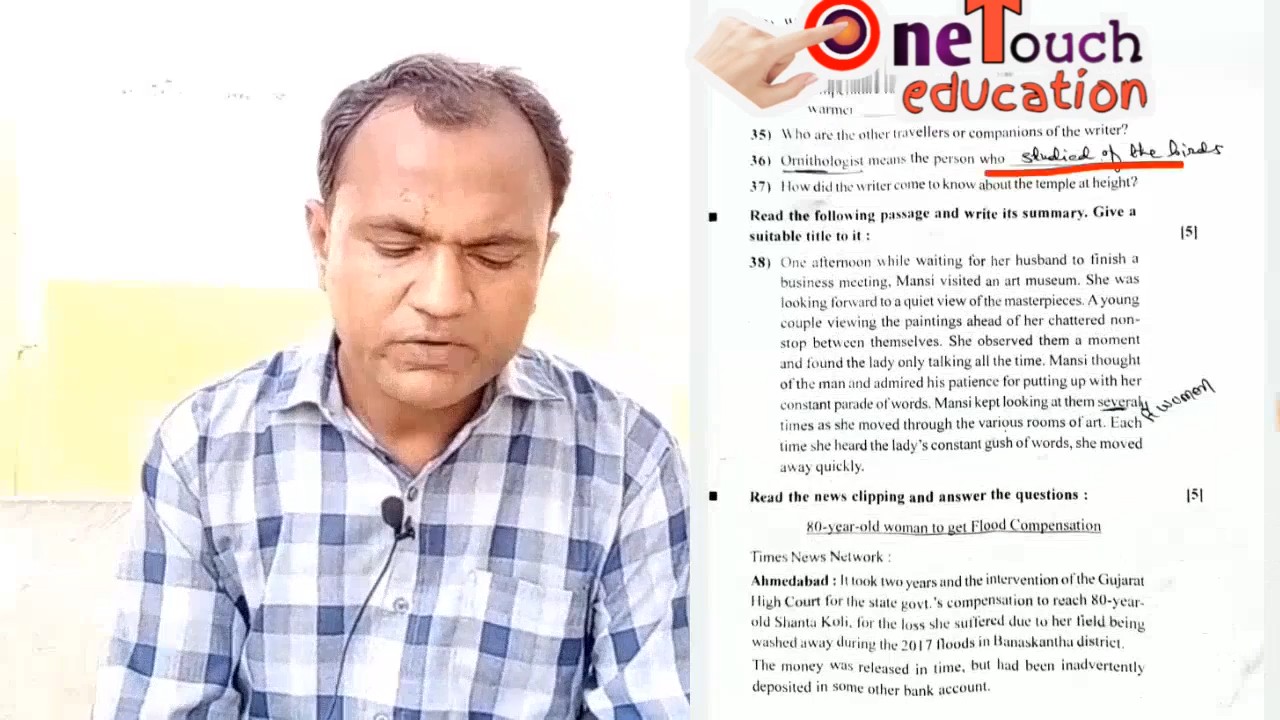 OneTouch
education
warmer
35) Who are the other travellers or companions of the writer?
36) Ornithologist means the person who studied of the birds
37) How did the writer come to know about the temple at height?
■ Read the following passage and write its summary. Give a
suitable title to it : [5]
38) One afternoon while waiting for her husband to finish a
business meeting, Mansi visited an art museum. She was
looking forward to a quiet view of the masterpieces. A young
couple viewing the paintings ahead of her chattered non-
stop between themselves. She observed them a moment
and found the lady only talking all the time. Mansi thought
of the man and admired his patience for putting up with her
constant parade of words. Mansi kept looking at them several
times as she moved through the various rooms of art. Each
time she heard the lady's constant gush of words, she moved
away quickly.
women
■ Read the news clipping and answer the questions : [5]
80-year-old woman to get Flood Compensation
Times News Network :
Ahmedabad : It took two years and the intervention of the Gujarat
High Court for the state govt.'s compensation to reach 80-year-
old Shanta Koli, for the loss she suffered due to her field being
washed away during the 2017 floods in Banaskantha district.
The money was released in time, but had been inadvertently
deposited in some other bank account.